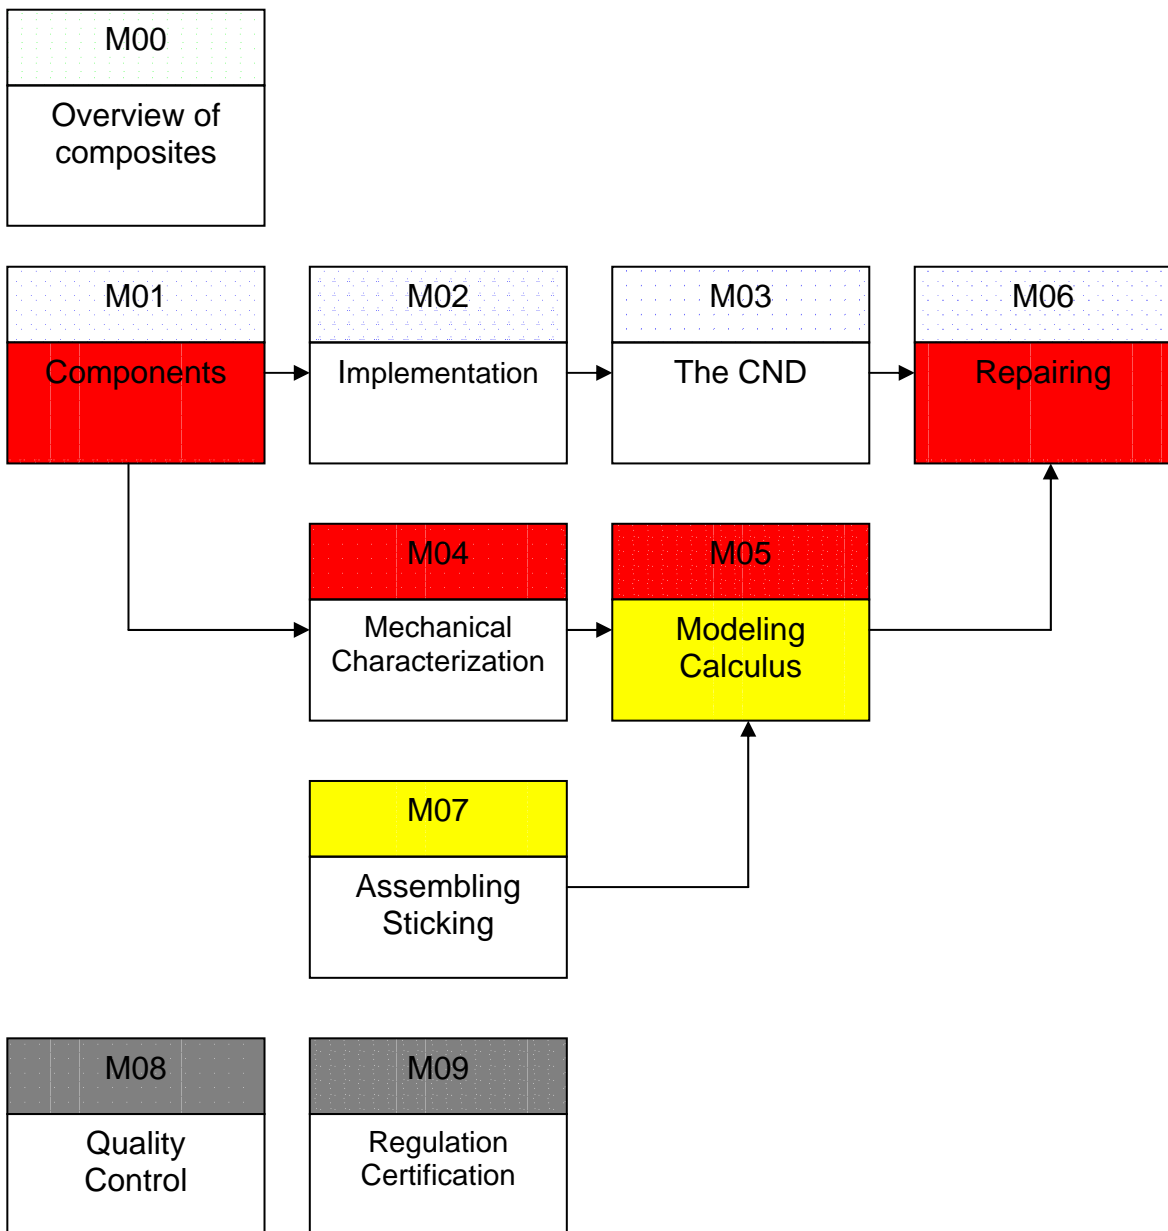 M00
Overview of
composites
M01
Components
M02
Implementation
M03
The CND
M06
Repairing
M04
Mechanical
Characterization
M05
Modeling
Calculus
M07
Assembling
Sticking
M08
Quality
Control
M09
Regulation
Certification